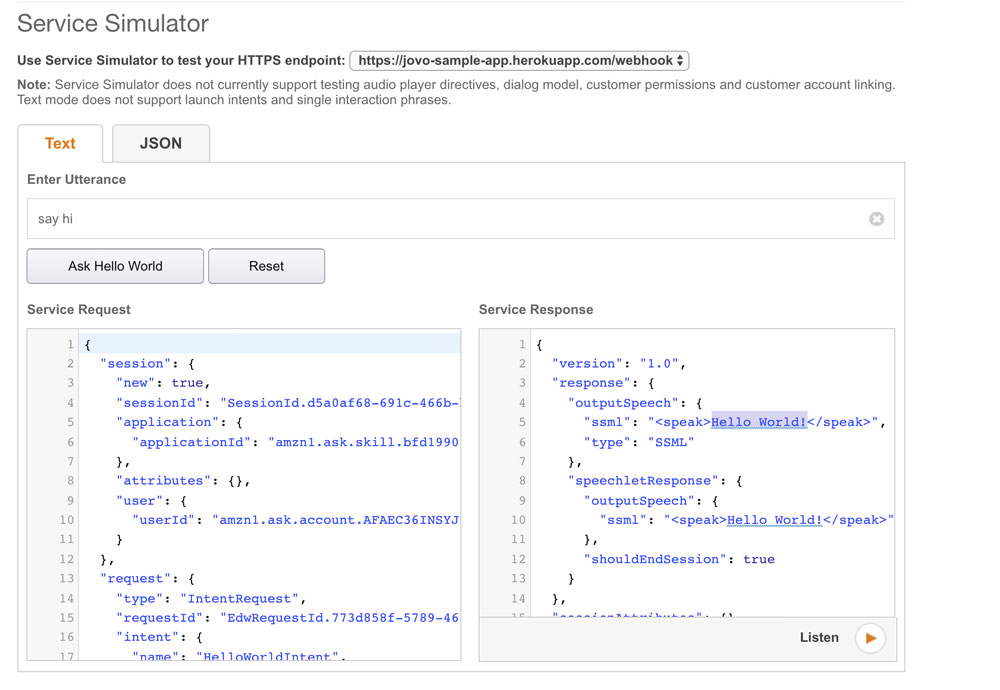 Service Simulator
Use Service Simulator to test your HTTPS endpoint: https://jovo-sample-app.herokuapp.com/webhook
Note: Service Simulator does not currently support testing audio player directives, dialog model, customer permissions and customer account linking.
Text mode does not support launch intents and single interaction phrases.
Text JSON
Enter Utterance
say hi
Ask Hello World Reset
Service Request
1 {
2 "session": {
3 "new": true,
4 "sessionId": "SessionId.d5a0af68-691c-466b-
5 "application": {
6 "applicationId": "amzn1.ask.skill.bfd1990
7 },
8 "attributes": {},
9 "user": {
10 "userId": "amzn1.ask.account.AFAEC36INSYJ
11 }
12 },
13 "request": {
14 "type": "IntentRequest",
15 "requestId": "EdwRequestId.773d858f-5789-46
16 "intent": {
17 "name": "HelloWorldIntent",
Service Response
1 {
2 "version": "1.0",
3 "response": {
4 "outputSpeech": {
5 "ssml": "<speak>Hello World!</speak>",
6 "type": "SSML"
7 },
8 "speechletResponse": {
9 "outputSpeech": {
10 "ssml": "<speak>Hello World!</speak>"
11 },
12 "shouldEndSession": true
13 }
14 },
15 "sessionAttributes": {}
Listen